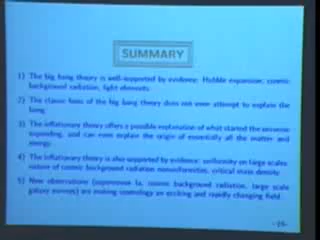 SUMMARY
1) The big bang theory is well-supported by evidence: Hubble expansion, cosmic
background radiation, light elements
2) The classic form of the big bang theory does not even attempt to explain the
bang
3) The inflationary theory offers a possible explanation of what started the universe
expanding, and can even explain the origin of essentially all the matter and
energy
4) The inflationary theory is also supported by evidence: uniformity on large scales,
nature of cosmic background radiation nonuniformities, critical mass density
5) New observations (supernova Ia, cosmic background radiation, large scale
galaxy surveys) are making cosmology an exciting and rapidly changing field